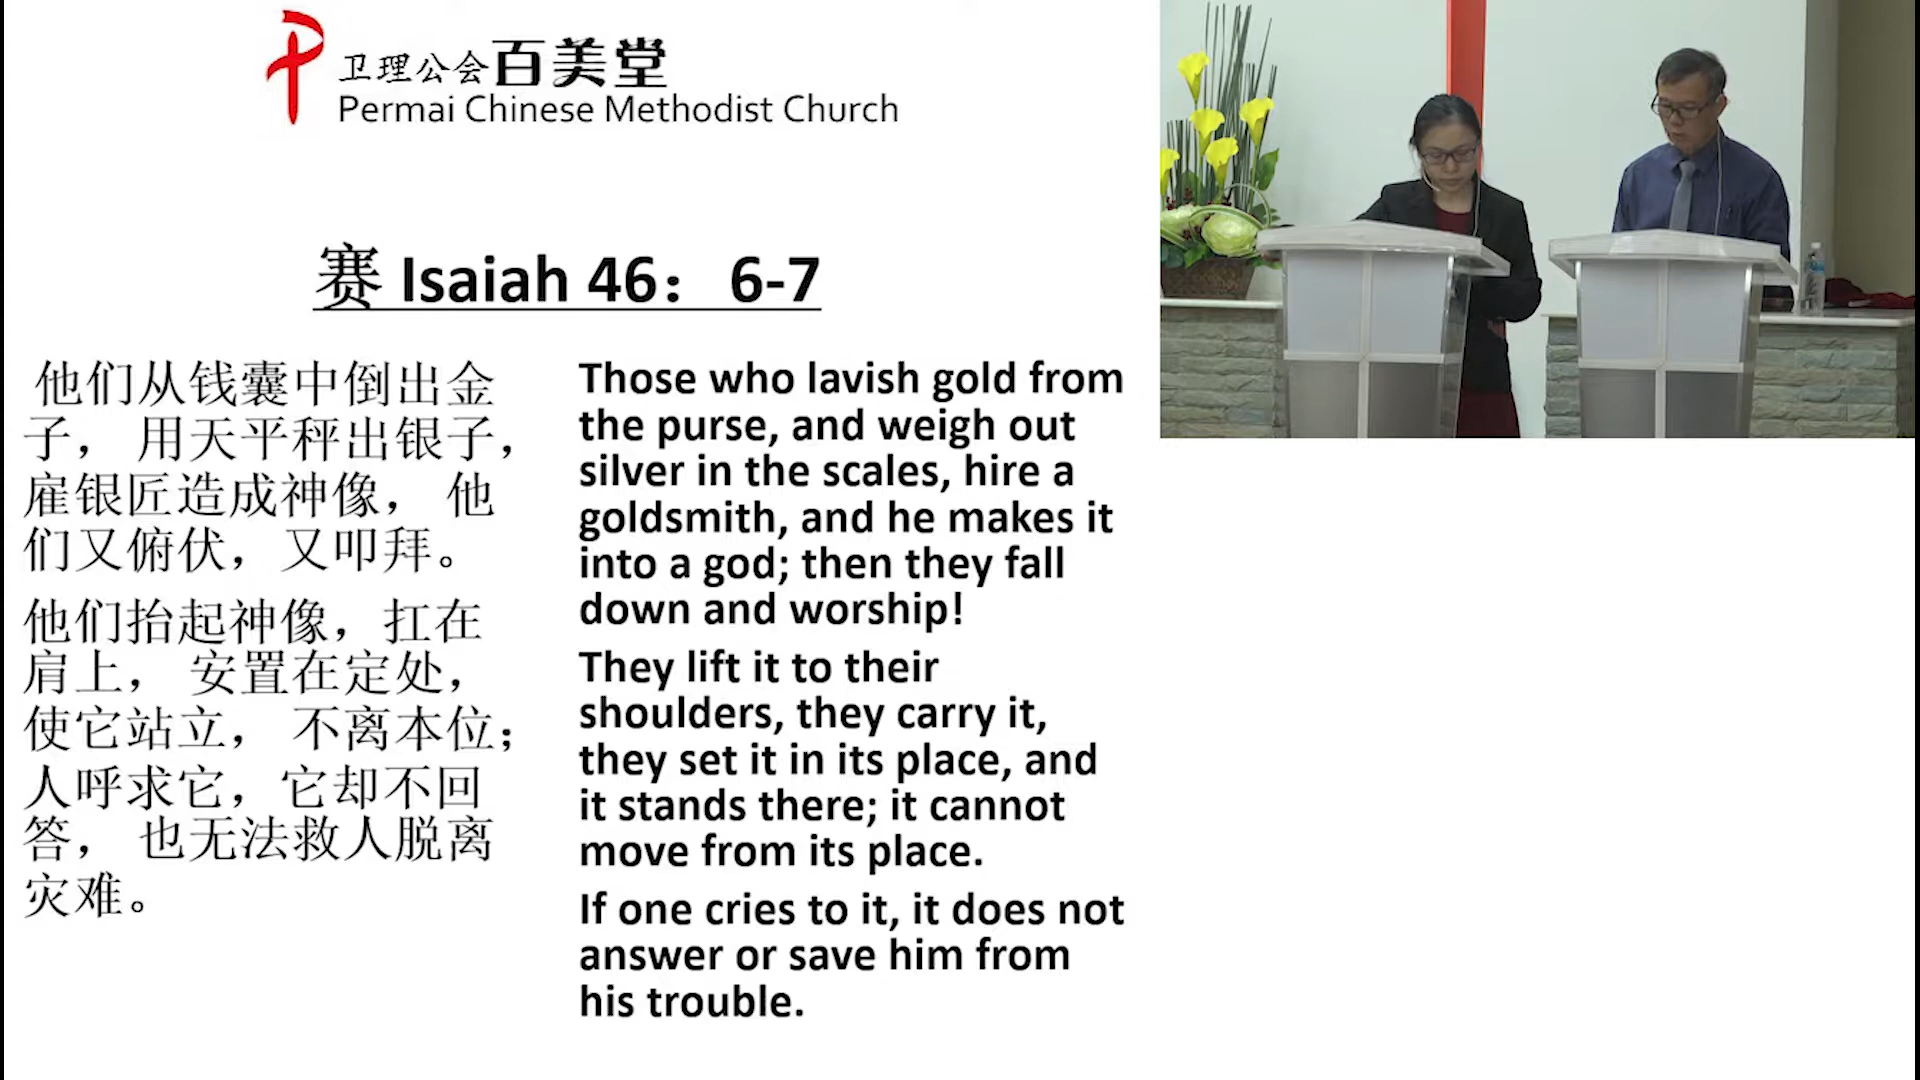 卫理公会百美堂
Permai Chinese Methodist Church
赛 Isaiah 46： 6-7
他们从钱囊中倒出金
子， 用天平秤出银子，
雇银匠造成神像， 他
们又俯伏，又叩拜。
他们抬起神像，扛在
肩上， 安置在定处，
使它站立， 不离本位；
人呼求它，它却不回
答， 也无法救人脱离
灾难。
Those who lavish gold from
the purse, and weigh out
silver in the scales, hire a
goldsmith, and he makes it
into a god; then they fall
down and worship!
They lift it to their
shoulders, they carry it,
they set it in its place, and
it stands there; it cannot
move from its place.
If one cries to it, it does not
answer or save him from
his trouble.